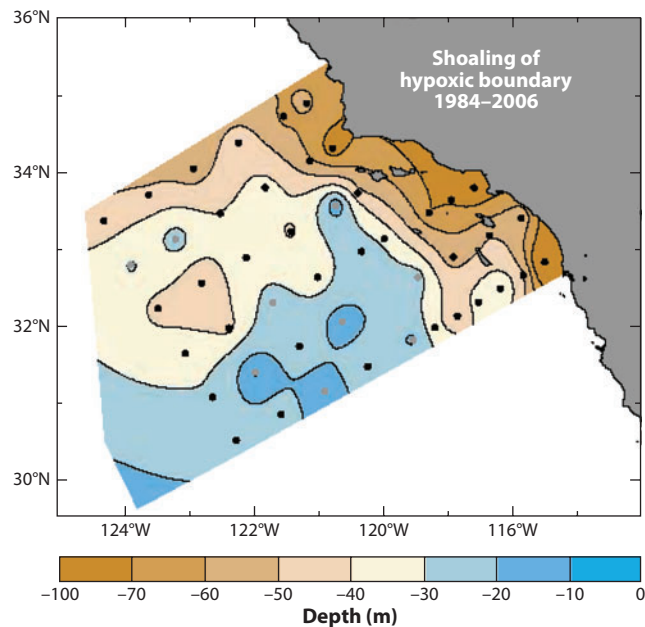 36°N
Shoaling of
hypoxic boundary
1984–2006
34°N
32°N
30°N
124°W 122°W 120°W 116°W
–100 –70 –60 –50 –40 –30 –20 –10 0
Depth (m)